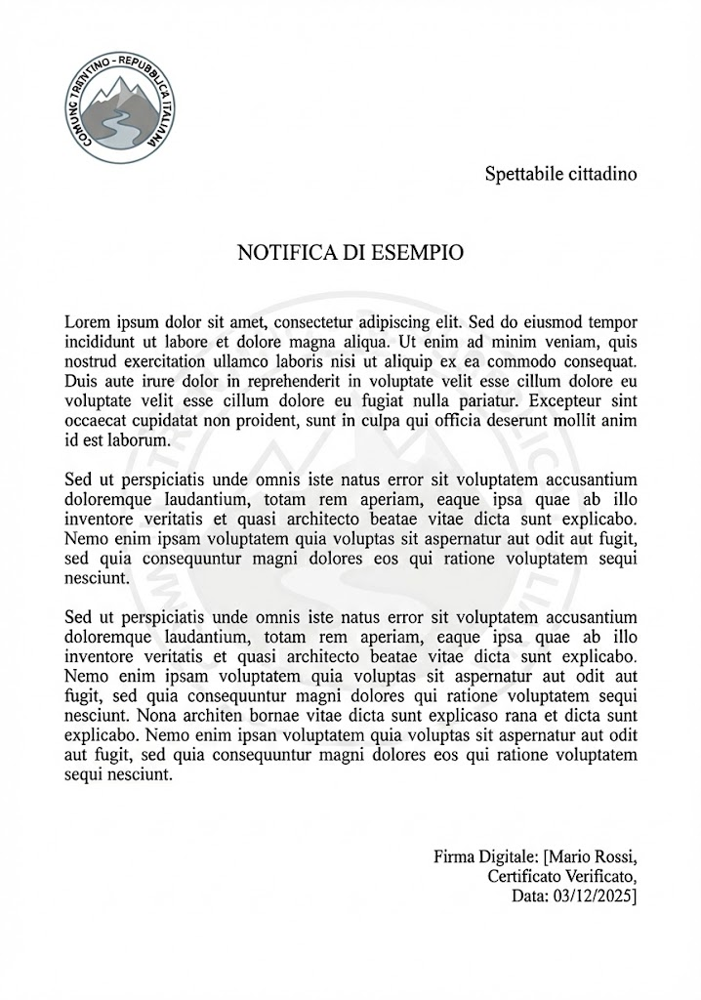 COMUNE TRENTINO - REPUBBLICA ITALIANA
Spettabile cittadino
NOTIFICA DI ESEMPIO
Lorem ipsum dolor sit amet, consectetur adipiscing elit. Sed do eiusmod tempor
incididunt ut labore et dolore magna aliqua. Ut enim ad minim veniam, quis
nostrud exercitation ullamco laboris nisi ut aliquip ex ea commodo consequat.
Duis aute irure dolor in reprehenderit in voluptate velit esse cillum dolore eu
voluptate velit esse cillum dolore eu fugiat nulla pariatur. Excepteur sint
occaecat cupidatat non proident, sunt in culpa qui officia deserunt mollit anim
id est laborum.
Sed ut perspiciatis unde omnis iste natus error sit voluptatem accusantium
doloremque laudantium, totam rem aperiam, eaque ipsa quae ab illo
inventore veritatis et quasi architecto beatae vitae dicta sunt explicabo.
Nemo enim ipsam voluptatem quia voluptas sit aspernatur aut odit aut fugit,
sed quia consequuntur magni dolores eos qui ratione voluptatem sequi
nesciunt.
Sed ut perspiciatis unde omnis iste natus error sit voluptatem accusantium
doloremque laudantium, totam rem aperiam, eaque ipsa quae ab illo
inventore veritatis et quasi architecto beatae vitae dicta sunt explicabo.
Nemo enim ipsam voluptatem quia voluptas sit aspernatur aut odit aut
fugit, sed quia consequuntur magni dolores qui ratione voluptatem sequi
nesciunt. Nona architen bornae vitae dicta sunt explicaso rana et dicta sunt
explicabo. Nemo enim ipsan voluptatem quia voluptas sit aspernatur aut odit
aut fugit, sed quia consequuntur magni dolores eos qui ratione voluptatem
sequi nesciunt.
Firma Digitale: [Mario Rossi,
Certificato Verificato,
Data: 03/12/2025]